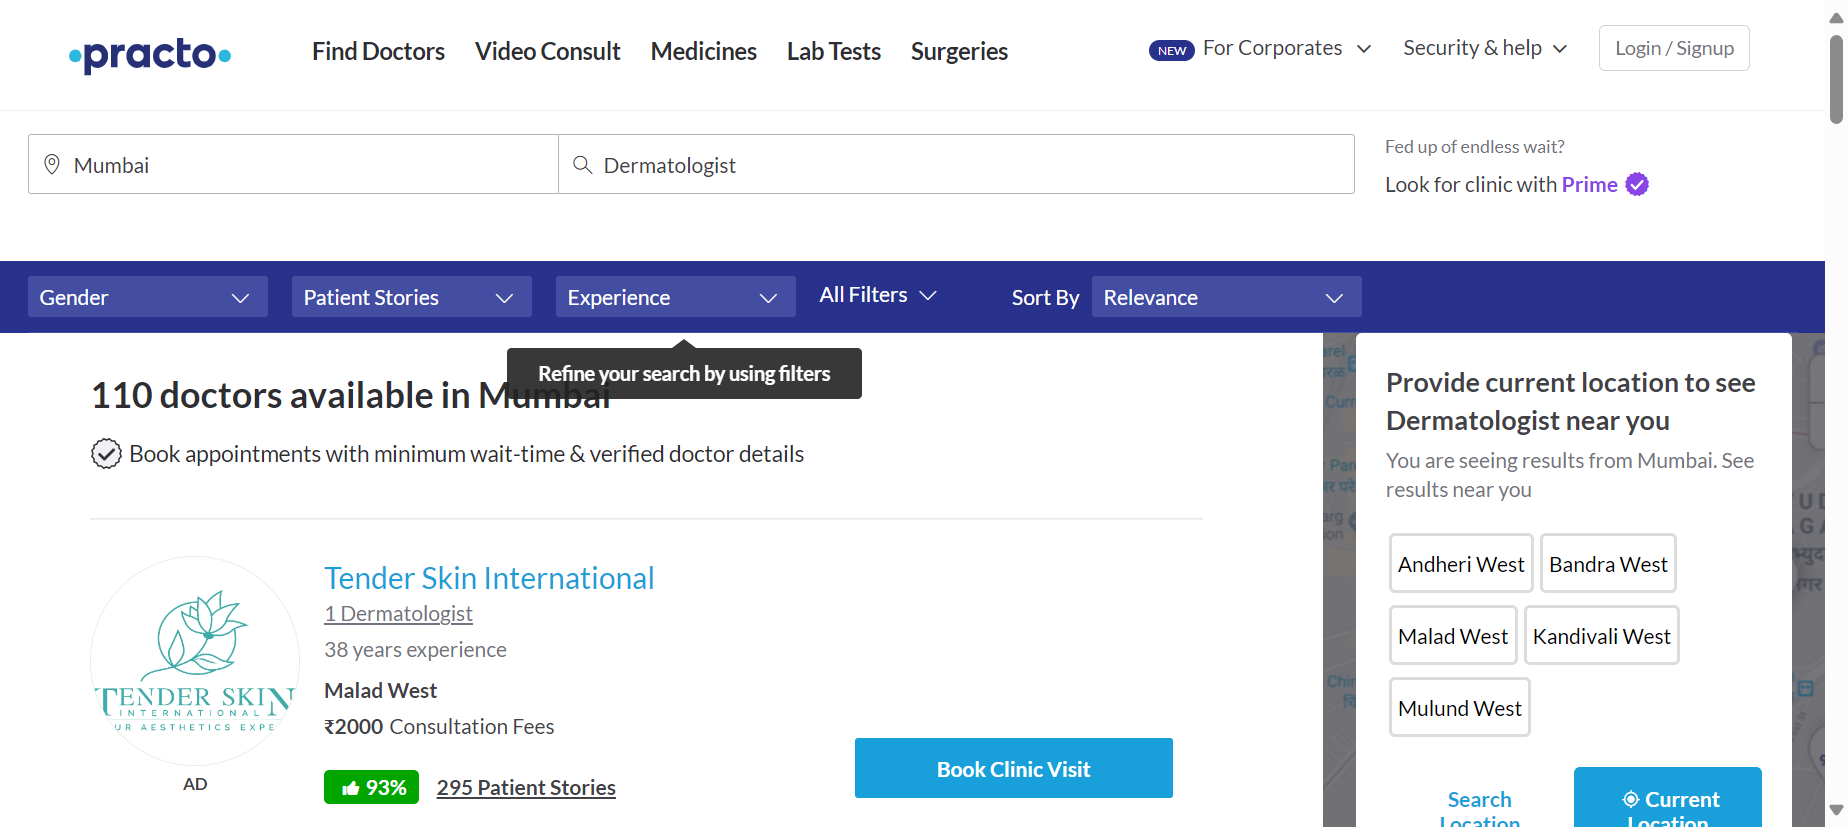 practo
Find Doctors Video Consult Medicines Lab Tests Surgeries
NEW For Corporates Security & help Login / Signup
Mumbai Dermatologist
Fed up of endless wait?
Look for clinic with Prime
Gender Patient Stories Experience All Filters Sort By Relevance
Refine your search by using filters
110 doctors available in Mumbai
Book appointments with minimum wait-time & verified doctor details
Tender Skin International
1 Dermatologist
38 years experience
Malad West
₹2000 Consultation Fees
93% 295 Patient Stories
Book Clinic Visit
TENDER SKIN
INTERNATIONAL
UR AESTHETICS EXPE
AD
Provide current location to see
Dermatologist near you
You are seeing results from Mumbai. See
results near you
Andheri West Bandra West
Malad West Kandivali West
Mulund West
Search
Location
Current
Location